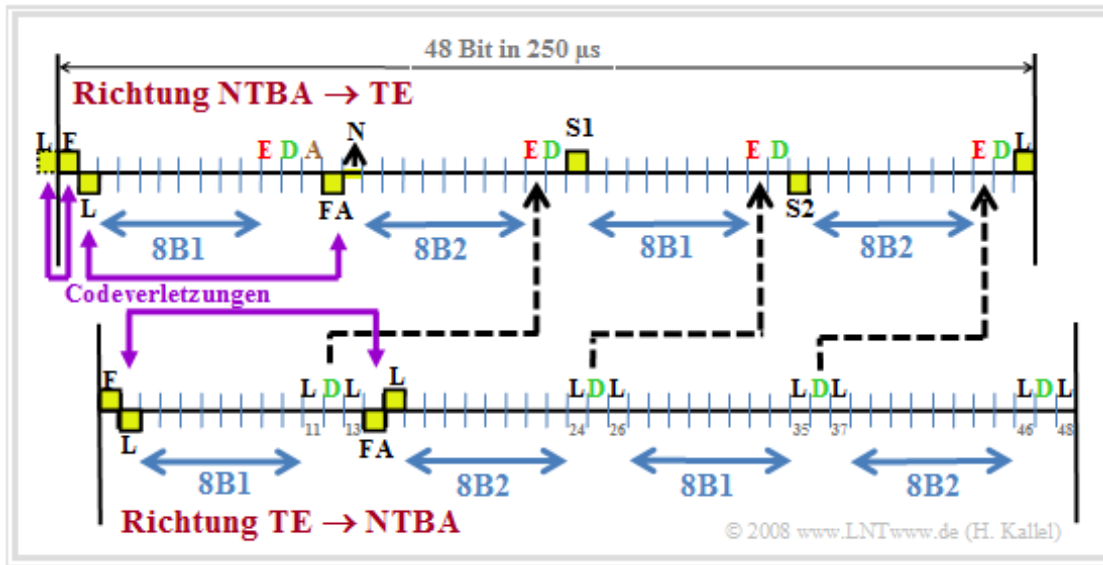 48 Bit in 250 µs
Richtung NTBA → TE
L F E D A N E D S1 E D E D L
L FA S2
8B1 8B2 8B1 8B2
Codeverletzungen
F L D L L L D L L D L L D L
11 13 24 26 35 37 46 48
L FA
8B1 8B2 8B1 8B2
Richtung TE → NTBA
© 2008 www.LNTwww.de (H. Kallel)